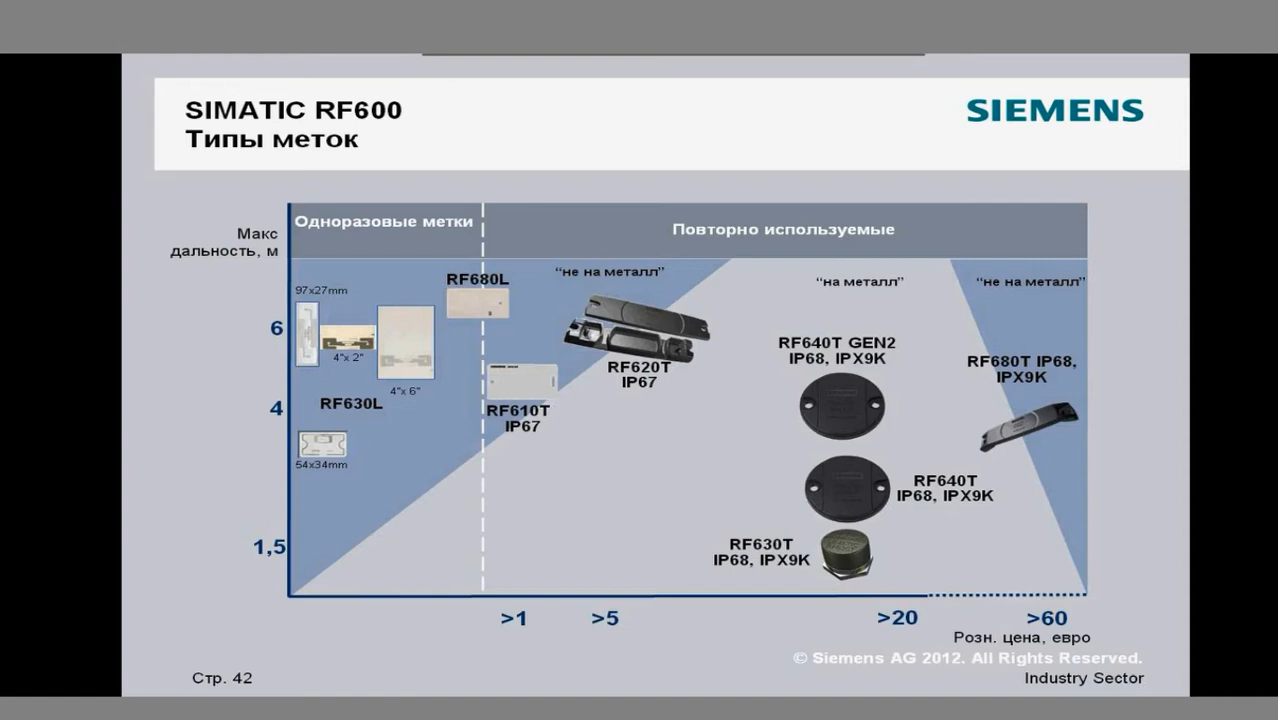 SIMATIC RF600
Типы меток
SIEMENS
Макс
дальность, м
Одноразовые метки
Повторно используемые
97x27mm
RF680L
“не на металл”
“на металл”
“не на металл”
6
4"x 2"
4"x 6"
RF620T
IP67
RF640T GEN2
IP68, IPX9K
RF680T IP68,
IPX9K
4
RF630L
RF610T
IP67
54x34mm
RF640T
IP68, IPX9K
1,5
RF630T
IP68, IPX9K
>1
>5
>20
>60
Розн. цена, евро
© Siemens AG 2012. All Rights Reserved.
Стр. 42
Industry Sector